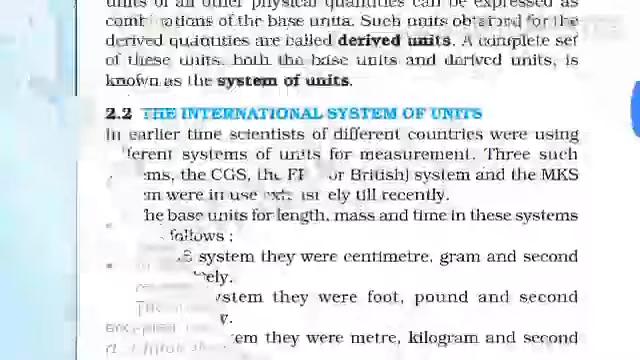 units of all other physical quantities can be expressed as
combinations of the base units. Such units obtained for the
derived quantities are called derived units. A complete set
of these units, both the base units and derived units, is
known as the system of units.
2.2 THE INTERNATIONAL SYSTEM OF UNITS
In earlier time scientists of different countries were using
systems of units for measurement. Three such
the CGS, the or British) system and the MKS
were in use till recently.
he base units for length, mass and time in these systems
follows :
system they were centimetre, gram and second
they were foot, pound and second
they were metre, kilogram and second